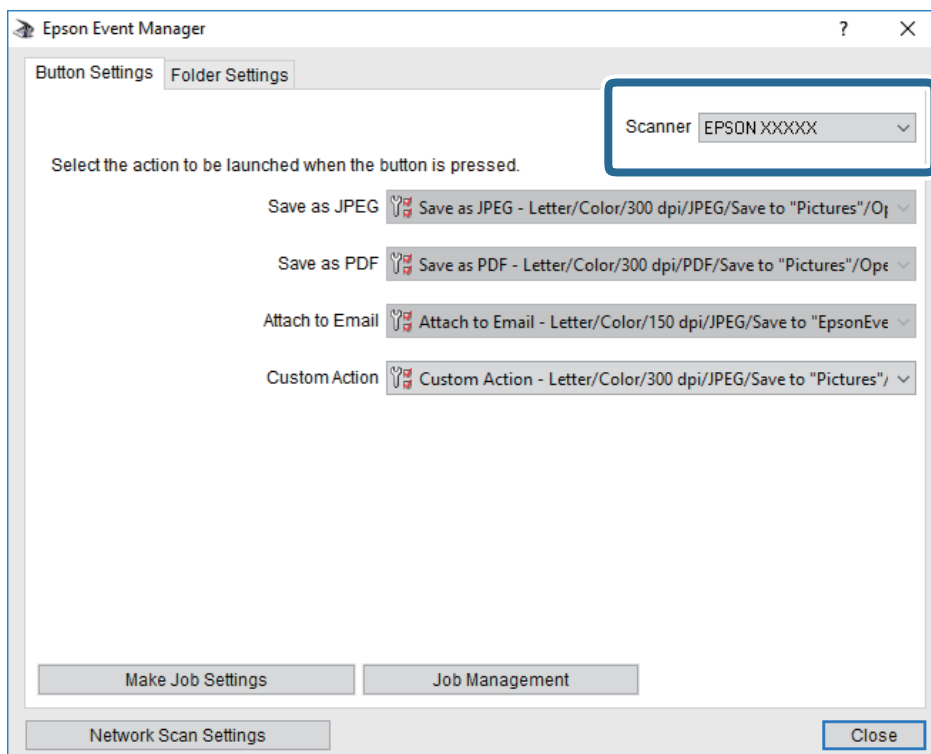 Epson Event Manager ?
Button Settings Folder Settings
Scanner EPSON XXXXX
Select the action to be launched when the button is pressed.
Save as JPEG Save as JPEG - Letter/Color/300 dpi/JPEG/Save to "Pictures"/Op
Save as PDF Save as PDF - Letter/Color/300 dpi/PDF/Save to "Pictures"/Ope
Attach to Email Attach to Email - Letter/Color/150 dpi/JPEG/Save to "EpsonEve
Custom Action Custom Action - Letter/Color/300 dpi/JPEG/Save to "Pictures"/
Make Job Settings Job Management
Network Scan Settings Close